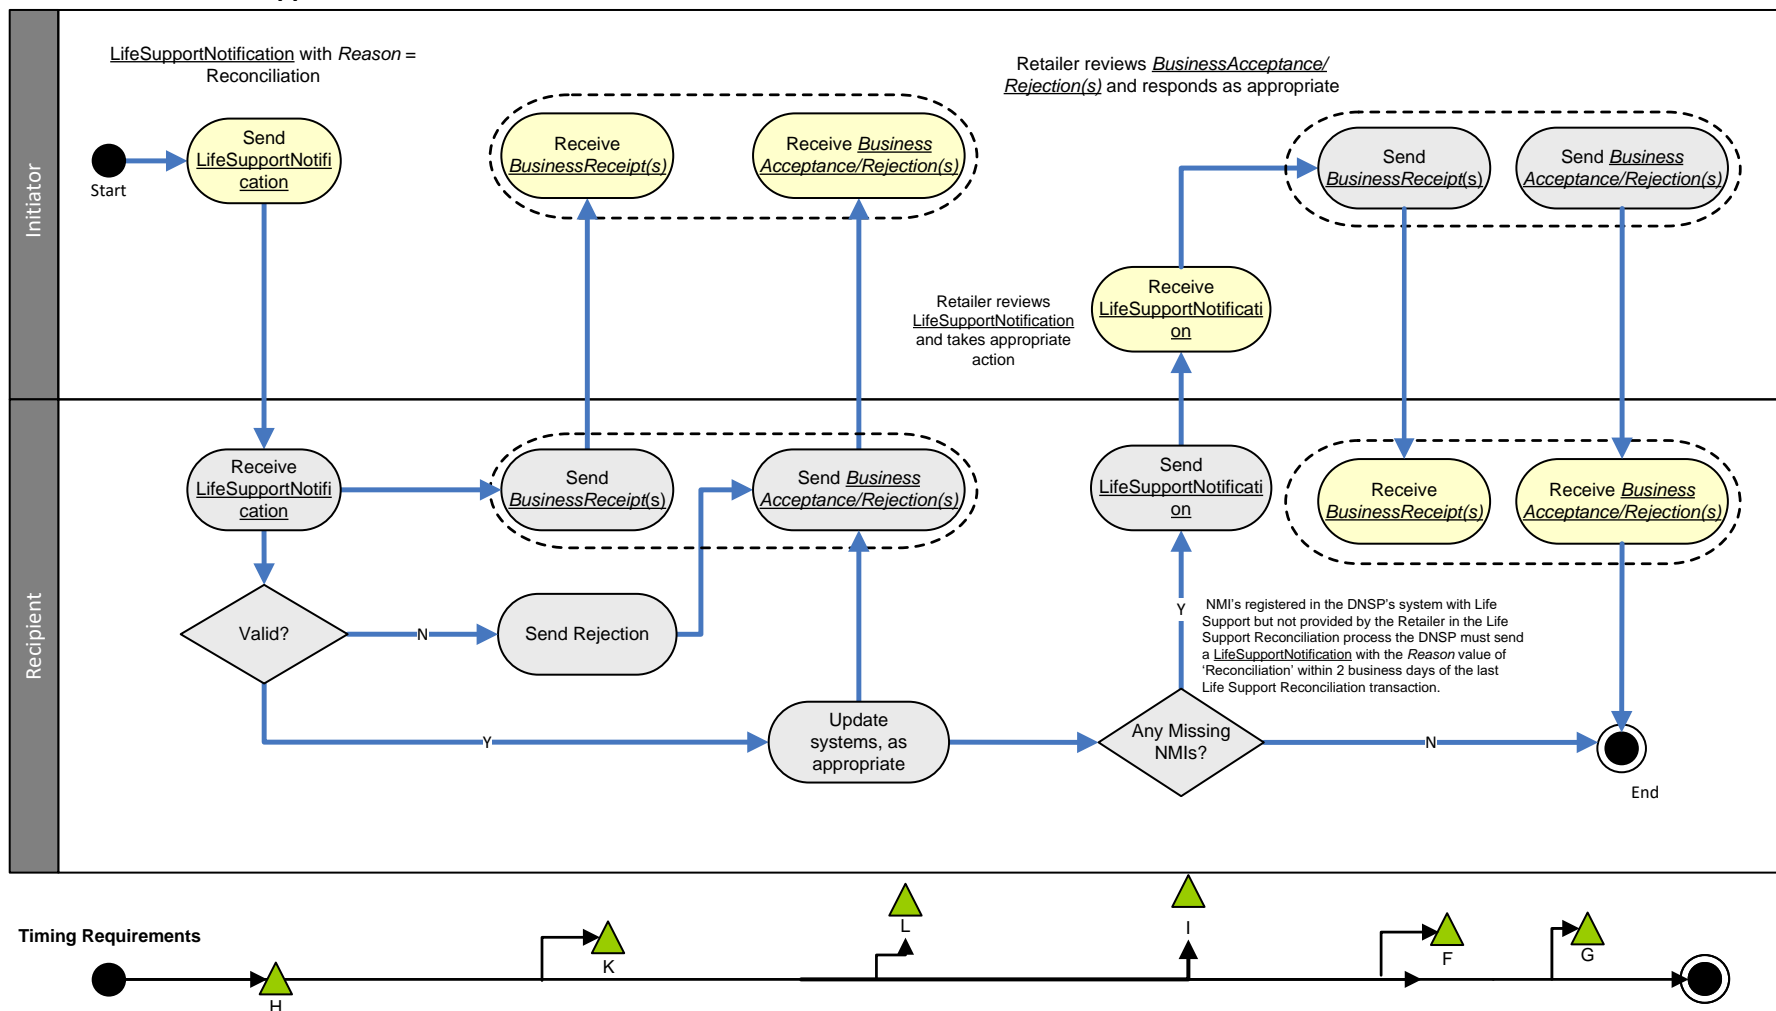 LifeSupportNotification with Reason =
Reconciliation
Retailer reviews BusinessAcceptance/
Rejection(s) and responds as appropriate
Initiator
Start
Send
LifeSupportNotifi
cation
Receive
BusinessReceipt(s)
Receive Business
Acceptance/Rejection(s)
Send
BusinessReceipt(s)
Send Business
Acceptance/Rejection(s)
Retailer reviews
LifeSupportNotification
and takes appropriate
action
Receive
LifeSupportNotificati
on
Recipient
Receive
LifeSupportNotifi
cation
Send
BusinessReceipt(s)
Send Business
Acceptance/Rejection(s)
Send
LifeSupportNotificati
on
Receive
BusinessReceipt(s)
Receive Business
Acceptance/Rejection(s)
Valid?
N
Send Rejection
Y
NMI's registered in the DNSP's system with Life
Support but not provided by the Retailer in the Life
Support Reconciliation process the DNSP must send
a LifeSupportNotification with the Reason value of
‘Reconciliation’ within 2 business days of the last
Life Support Reconciliation transaction.
Y
Update
systems, as
appropriate
Any Missing
NMIs?
N
End
Timing Requirements
H
K
L
I
F
G